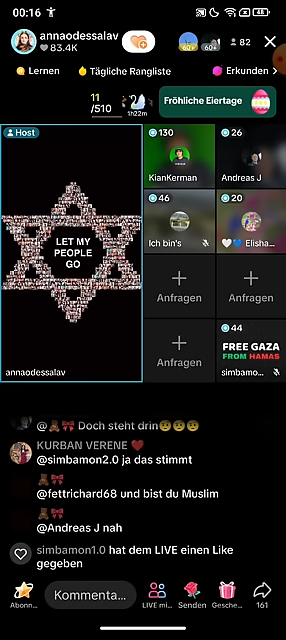 00:16
48
annaodessalav
83.4K
60+
60+
82
Lernen
Tägliche Rangliste
Erkunden
11
/510
1h22m
Fröhliche Eiertage
Host
LET MY
PEOPLE
GO
annaodessalav
130
KianKerman
26
Andreas J
46
Ich bin's
20
🤍💙 Elisha...
Anfragen
Anfragen
Anfragen
44
FREE GAZA
FROM HAMAS
simbamo...
@🧸🎀 Doch steht drin🤨🤨🤨
KURBAN VERENE ❤️
@simbamon2.0 ja das stimmt
🧸🎀
@fettrichard68 und bist du Muslim
🧸🎀
@Andreas J nah
simbamon1.0 hat dem LIVE einen Like
gegeben
Abonn...
Kommenta...
LIVE mi...
Senden
Gesche...
161